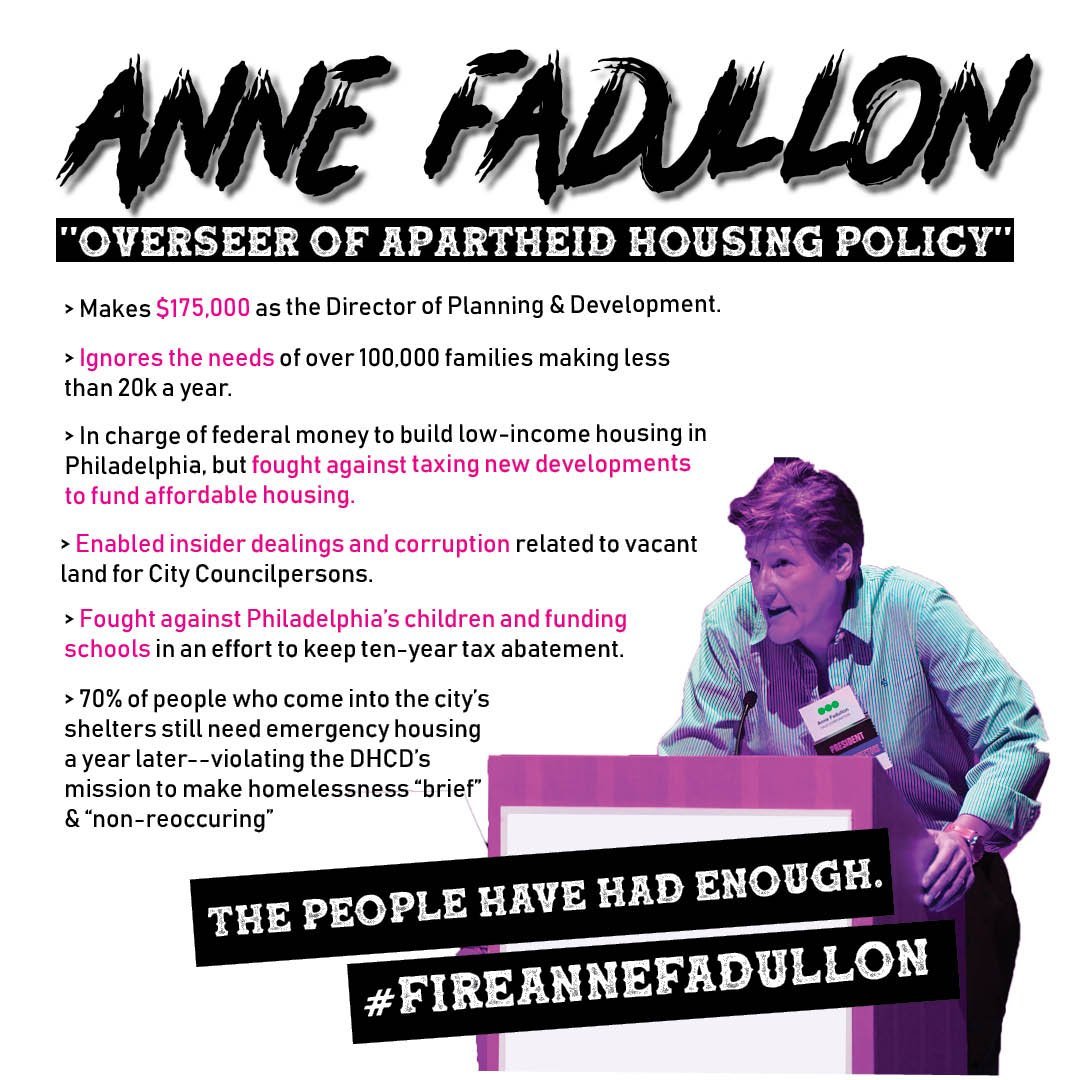 ANNE FADULLON
"OVERSEER OF APARTHEID HOUSING POLICY"
> Makes $175,000 as the Director of Planning & Development.
> Ignores the needs of over 100,000 families making less
than 20k a year.
> In charge of federal money to build low-income housing in
Philadelphia, but fought against taxing new developments
to fund affordable housing.
> Enabled insider dealings and corruption related to vacant
land for City Councilpersons.
> Fought against Philadelphia's children and funding
schools in an effort to keep ten-year tax abatement.
> 70% of people who come into the city's
shelters still need emergency housing
a year later--violating the DHCD's
mission to make homelessness "brief"
& "non-reoccuring"
Anne Fadullon
PRESIDENT
THE PEOPLE HAVE HAD ENOUGH.
#FIREANNEFADULLON